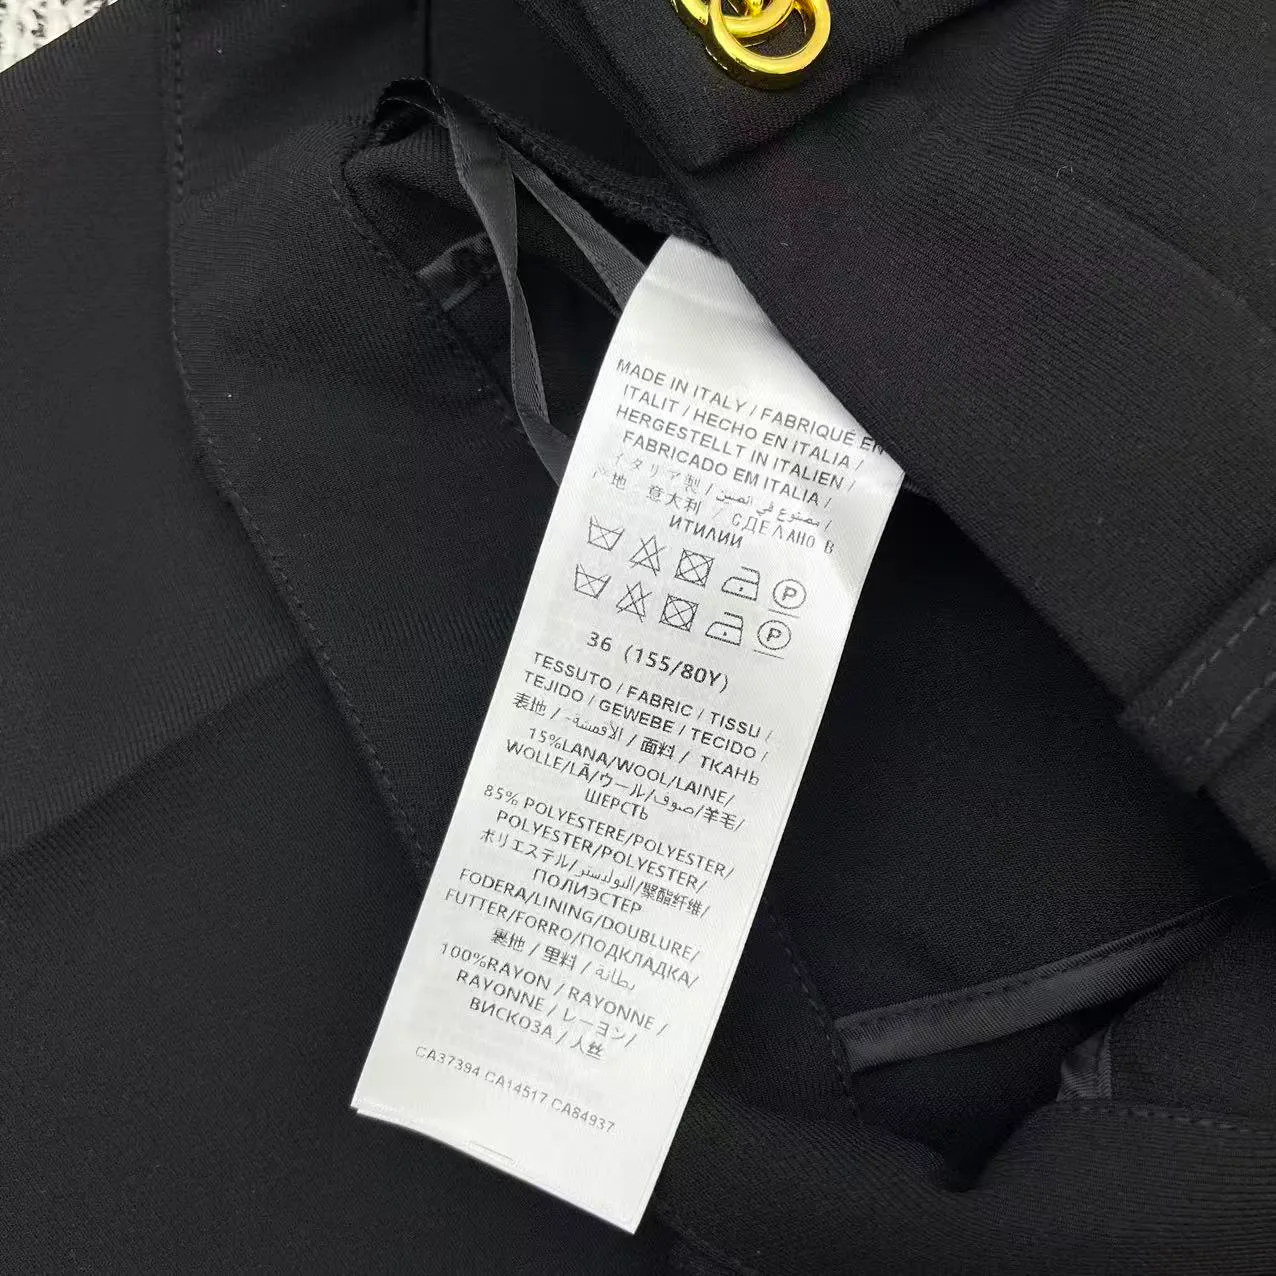 MADE IN ITALY / FABRIQUÉ EN
ITALIT / HECHO EN ITALIA /
HERGESTELLT IN ITALIEN /
FABRICADO EM ITALIA /
イタリア製 / مصنوع في الصين /
地 意大利 / СДЕЛАНО В
ИТИЛИИ
P
P
36 (155/80Y)
TESSUTO / FABRIC / TISSU /
TEJIDO / GEWEBE / TECIDO /
表地 / الأقمشة / 面料 / ТКАНЬ
15%LANA/WOOL/LAINE/
WOLLE/LÃ/ウール/صوف/羊毛/
ШЕРСТЬ
85% POLYESTERE/POLYESTER/
POLYESTER/POLYESTER/
ポリエステル/البوليستر/聚酯纤维/
ПОЛИЭСТЕР
FODERA/LINING/DOUBLURE/
FUTTER/FORRO/ПОДКЛАДКА/
裏地 / 里料 / بطانة
100%RAYON / RAYONNE /
RAYONNE / レーヨン/
ВИСКОЗА / 人丝
CA37394 CA14517 CA84937